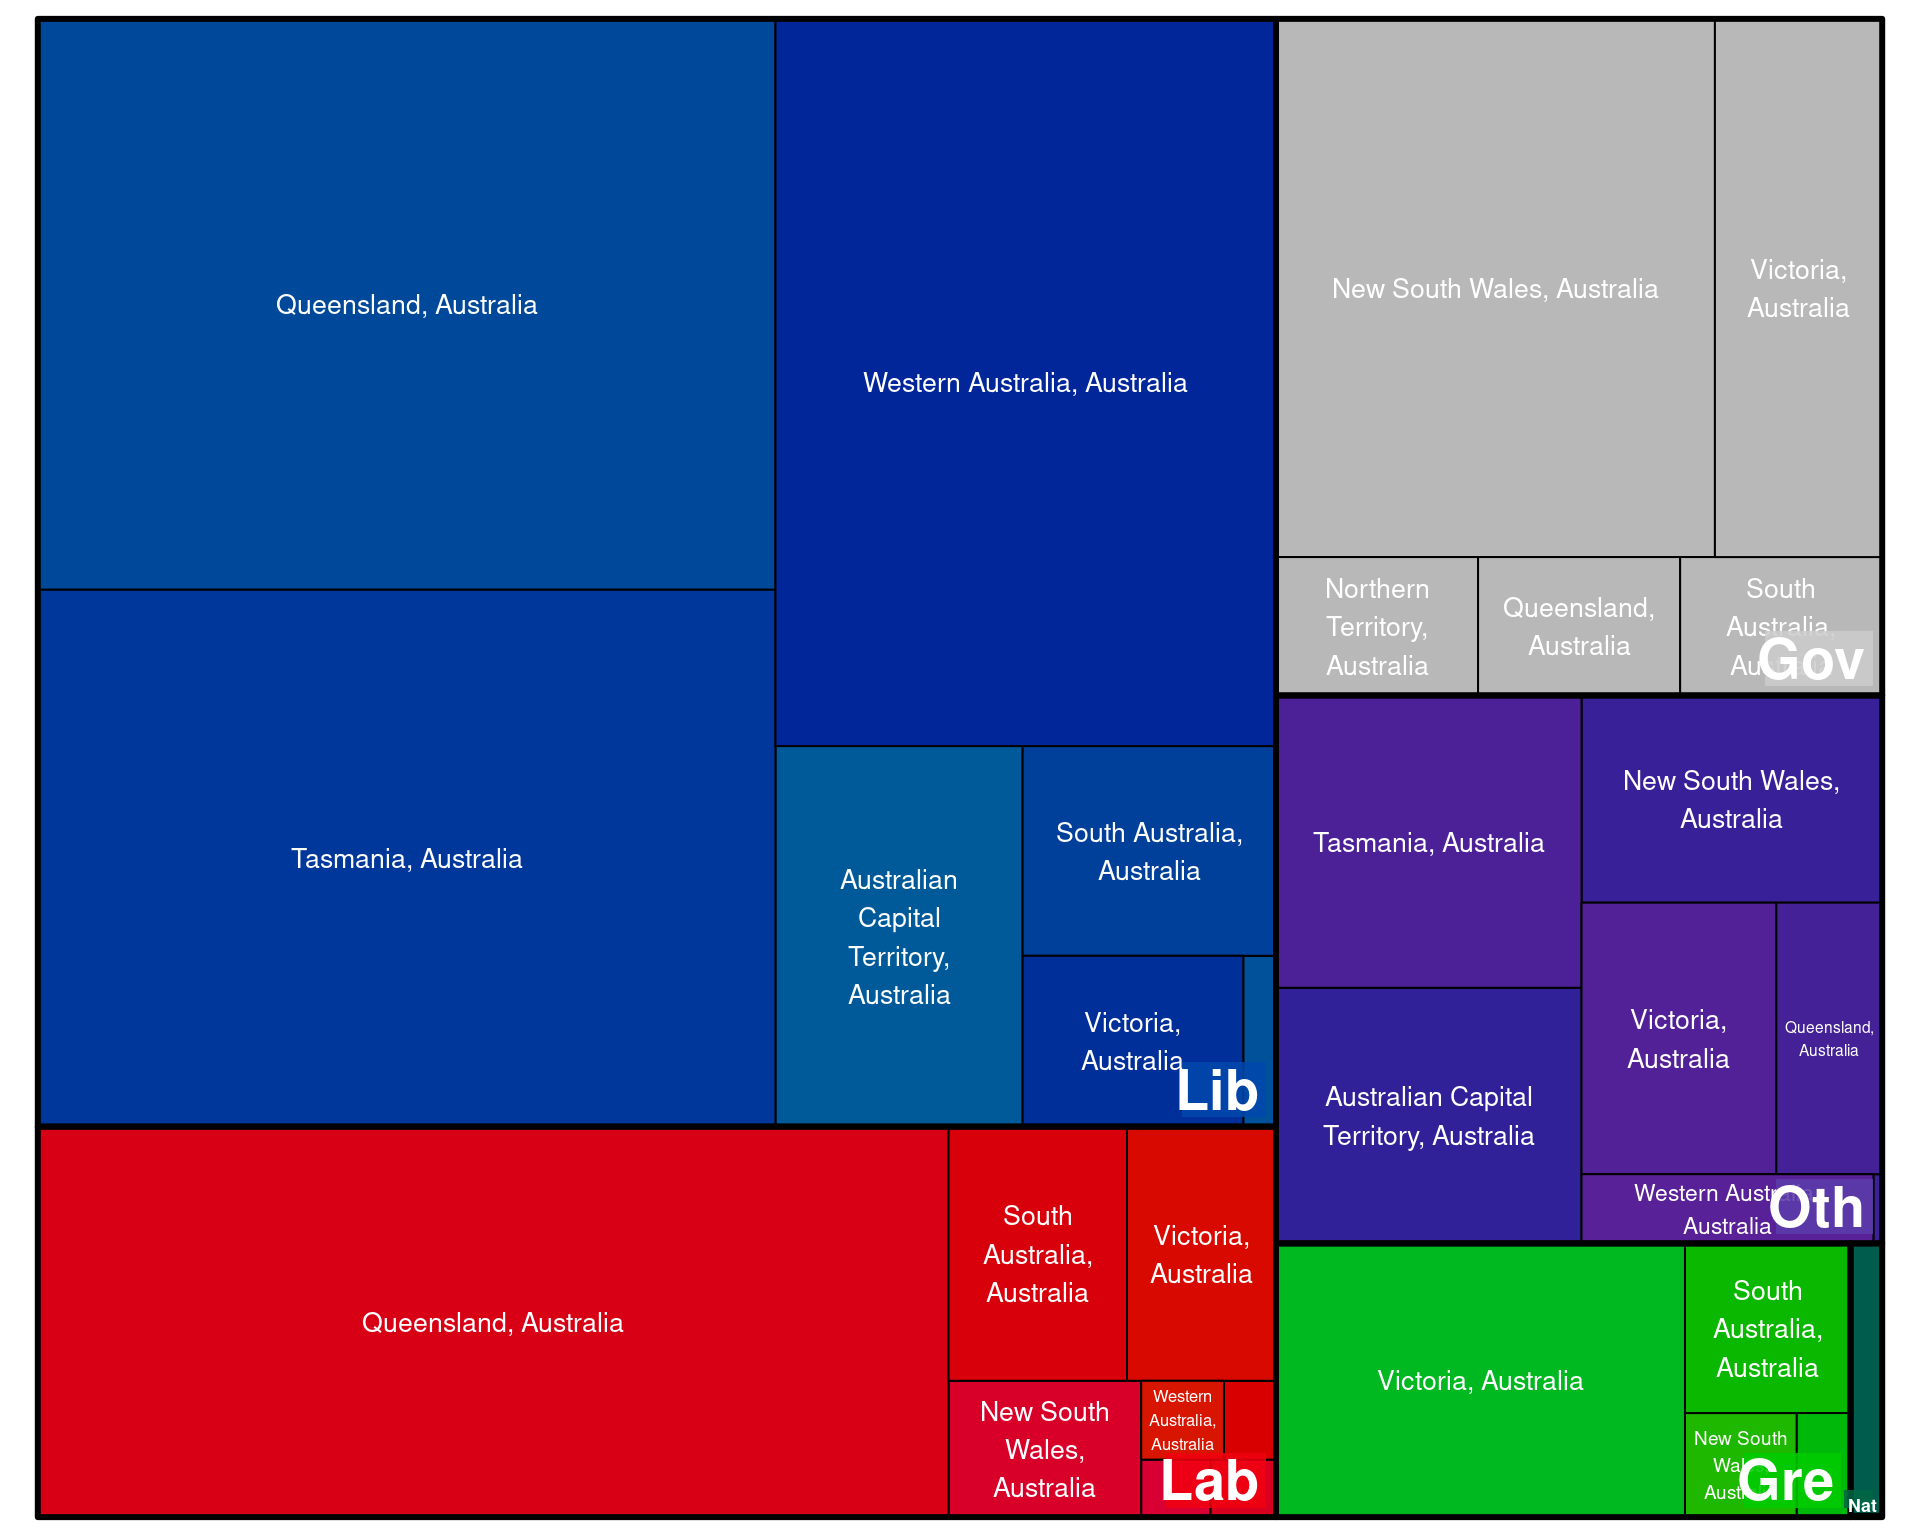 Queensland, Australia
Tasmania, Australia
Western Australia, Australia
Australian
Capital
Territory,
Australia
South Australia,
Australia
Victoria,
Australia
Lib
Queensland, Australia
South
Australia,
Australia
Victoria,
Australia
New South
Wales,
Australia
Western
Australia,
Australia
Lab
New South Wales, Australia
Victoria,
Australia
Northern
Territory,
Australia
Queensland,
Australia
South
Australia,
Gov
Tasmania, Australia
New South Wales,
Australia
Australian Capital
Territory, Australia
Victoria,
Australia
Queensland,
Australia
Western Australia,
Australia
Oth
Victoria, Australia
South
Australia,
Australia
New South
Gre
Nat